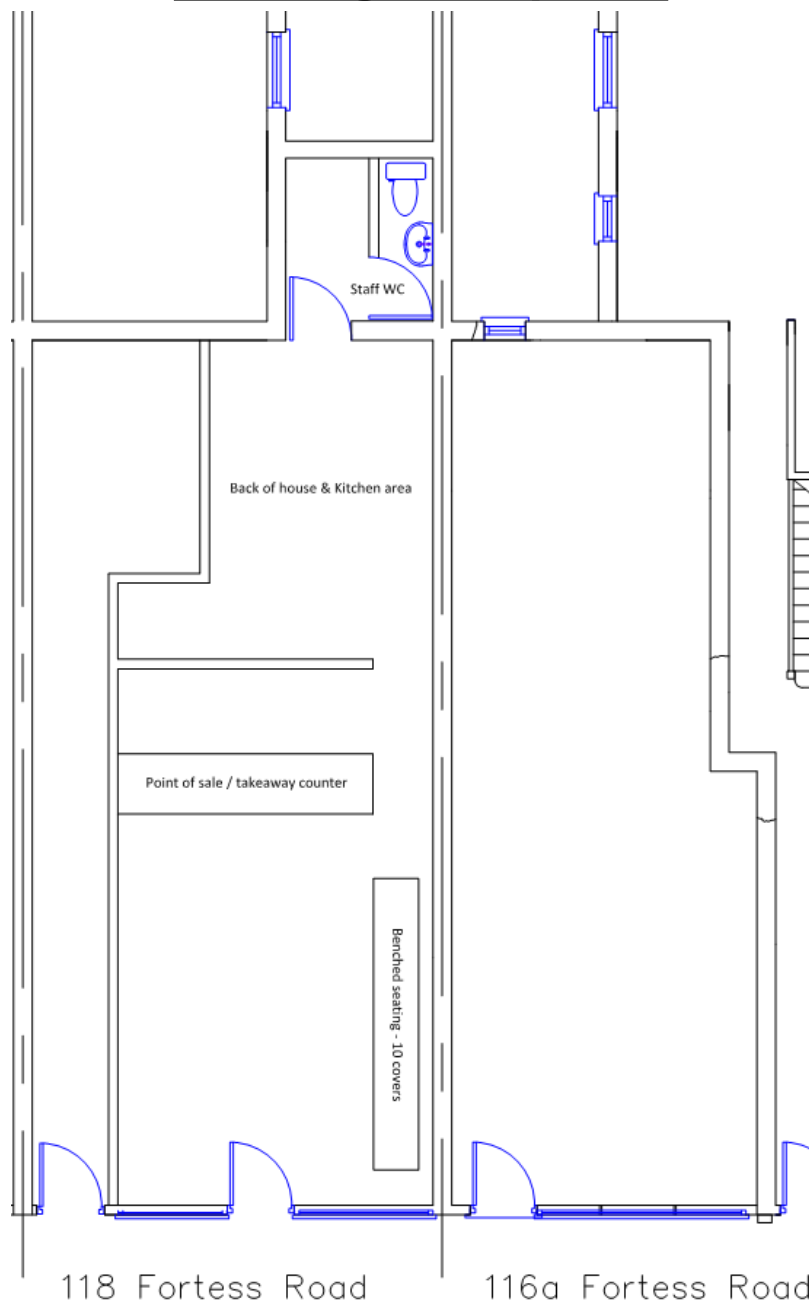 Staff WC
Back of house & Kitchen area
Point of sale / takeaway counter
Benched seating - 10 covers
118 Fortess Road
116a Fortess Road